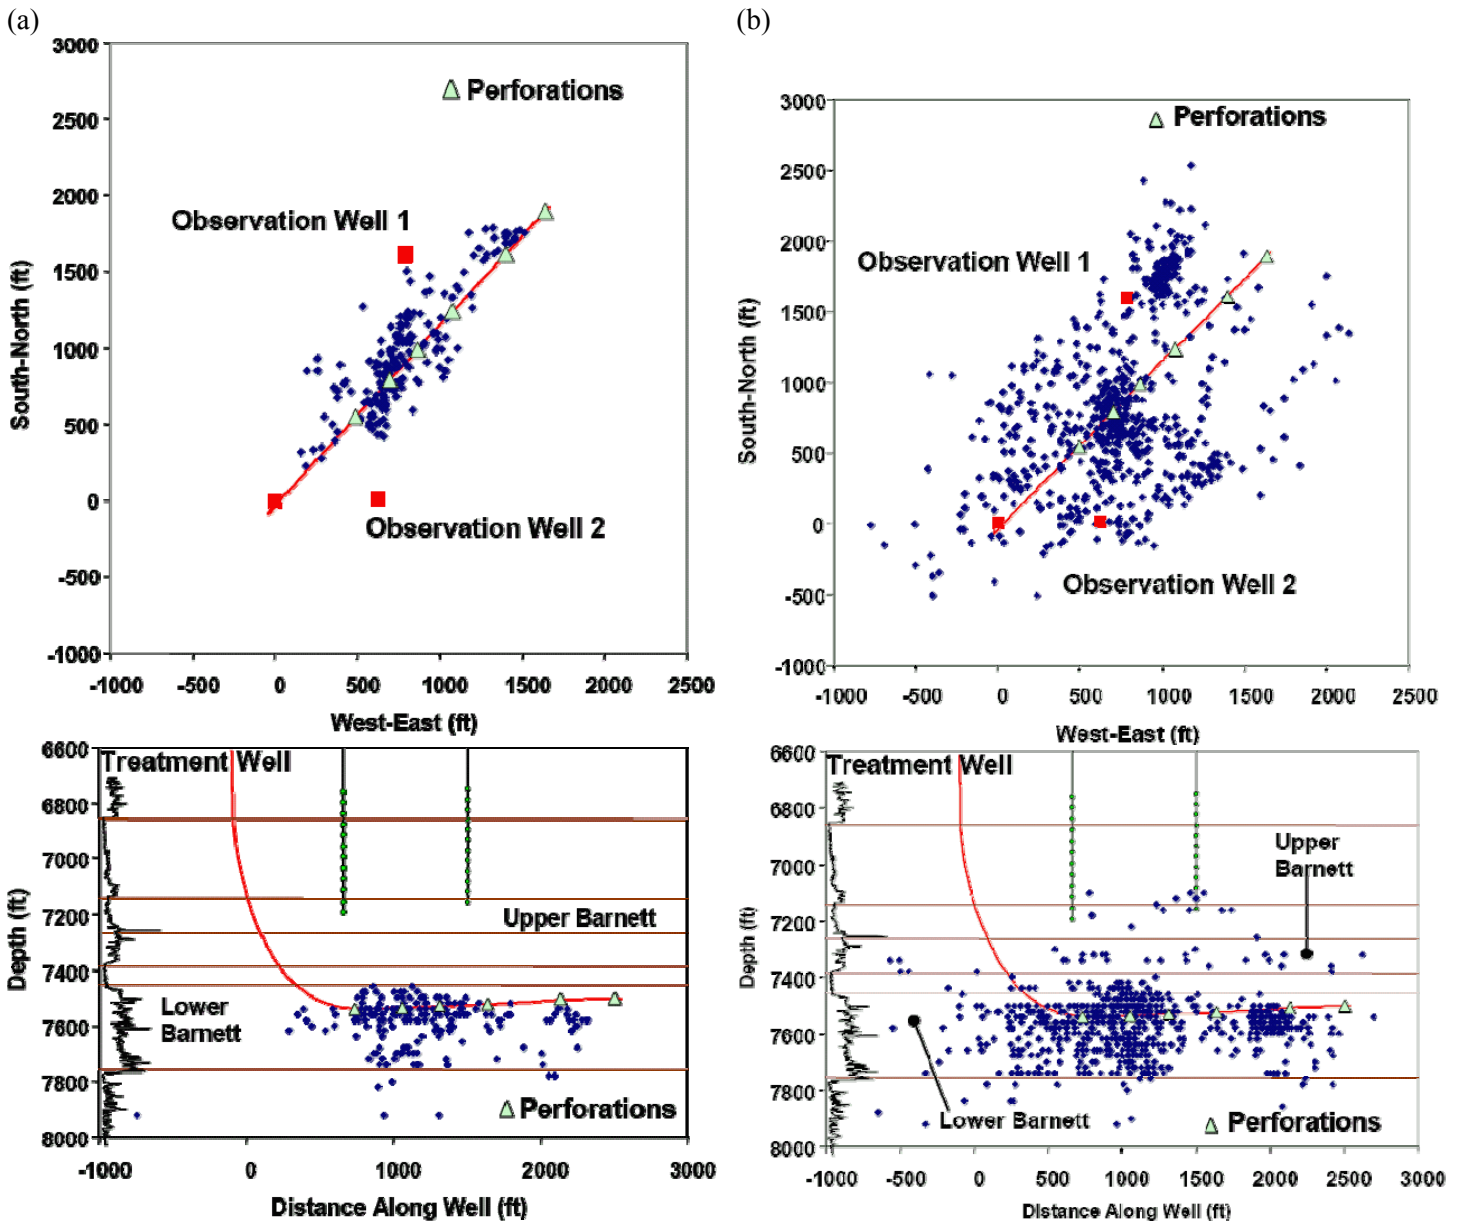 (a)
3000
2500
2000
1500
1000
500
0
-500
-1000
South-North (ft)
Perforations
Observation Well 1
Observation Well 2
-1000 -500 0 500 1000 1500 2000 2500
West-East (ft)
6600
6800
7000
7200
7400
7600
7800
8000
Depth (ft)
Treatment Well
Upper Barnett
Lower
Barnett
Perforations
-1000 0 1000 2000 3000
Distance Along Well (ft)
(b)
3000
2500
2000
1500
1000
500
0
-500
-1000
South-North (ft)
Perforations
Observation Well 1
Observation Well 2
-1000 -500 0 500 1000 1500 2000 2500
West-East (ft)
6600
6800
7000
7200
7400
7600
7800
8000
Depth (ft)
Treatment Well
Upper
Barnett
Lower Barnett
Perforations
-1000 -500 0 500 1000 1500 2000 2500 3000
Distance Along Well (ft)